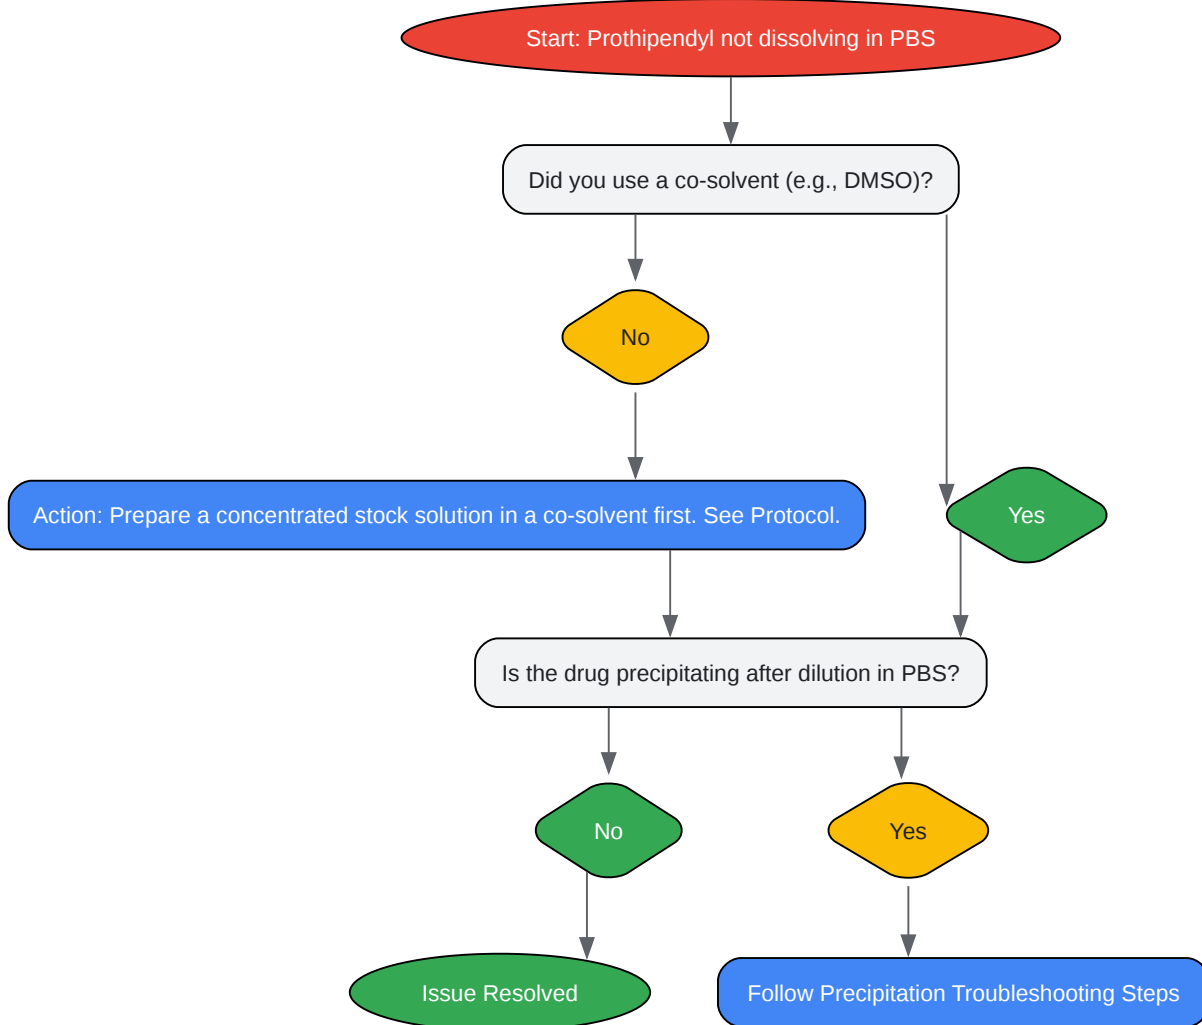 Start: Prothipendyl not dissolving in PBS
Did you use a co-solvent (e.g., DMSO)?
No
Action: Prepare a concentrated stock solution in a co-solvent first. See Protocol.
Yes
Is the drug precipitating after dilution in PBS?
No
Yes
Issue Resolved
Follow Precipitation Troubleshooting Steps